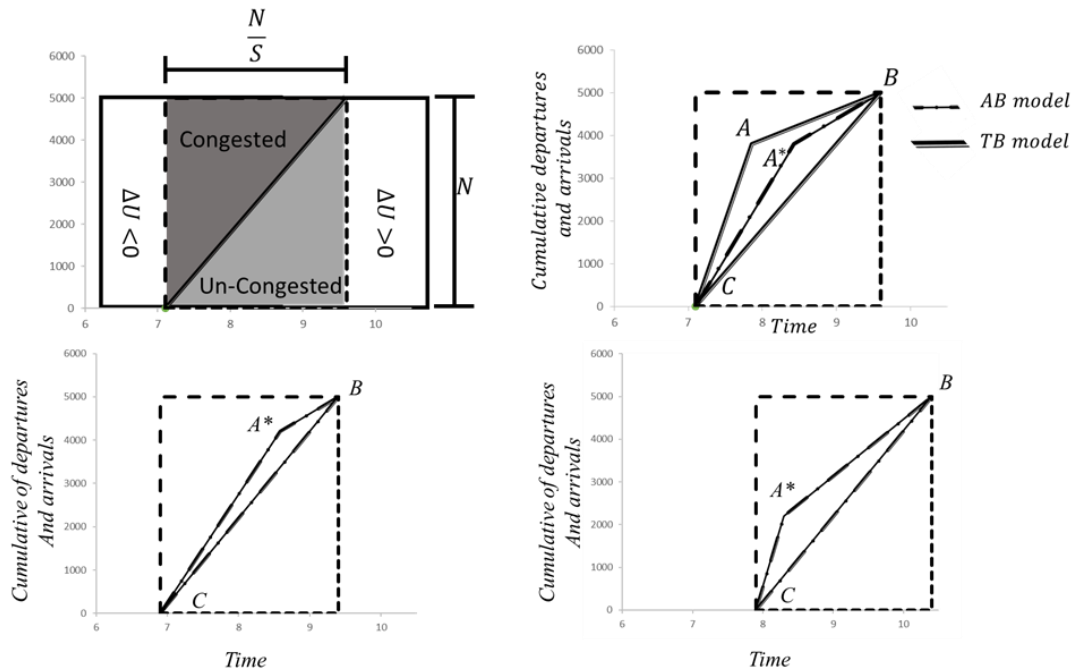 N
S
6000
5000
4000
3000
2000
1000
0
6 7 8 9 10
Congested
Un-Congested
ΔU <0
ΔU >0
N
Cumulative departures
and arrivals
6000
5000
4000
3000
2000
1000
0
6 7 8 9 10
Time
A
A*
B
C
AB model
TB model
Cumulative of departures
And arrivals
6000
5000
4000
3000
2000
1000
0
6 7 8 9 10
A*
B
C
Time
Cumulative of departures
And arrivals
6000
5000
4000
3000
2000
1000
0
6 7 8 9 10
A*
B
C
Time